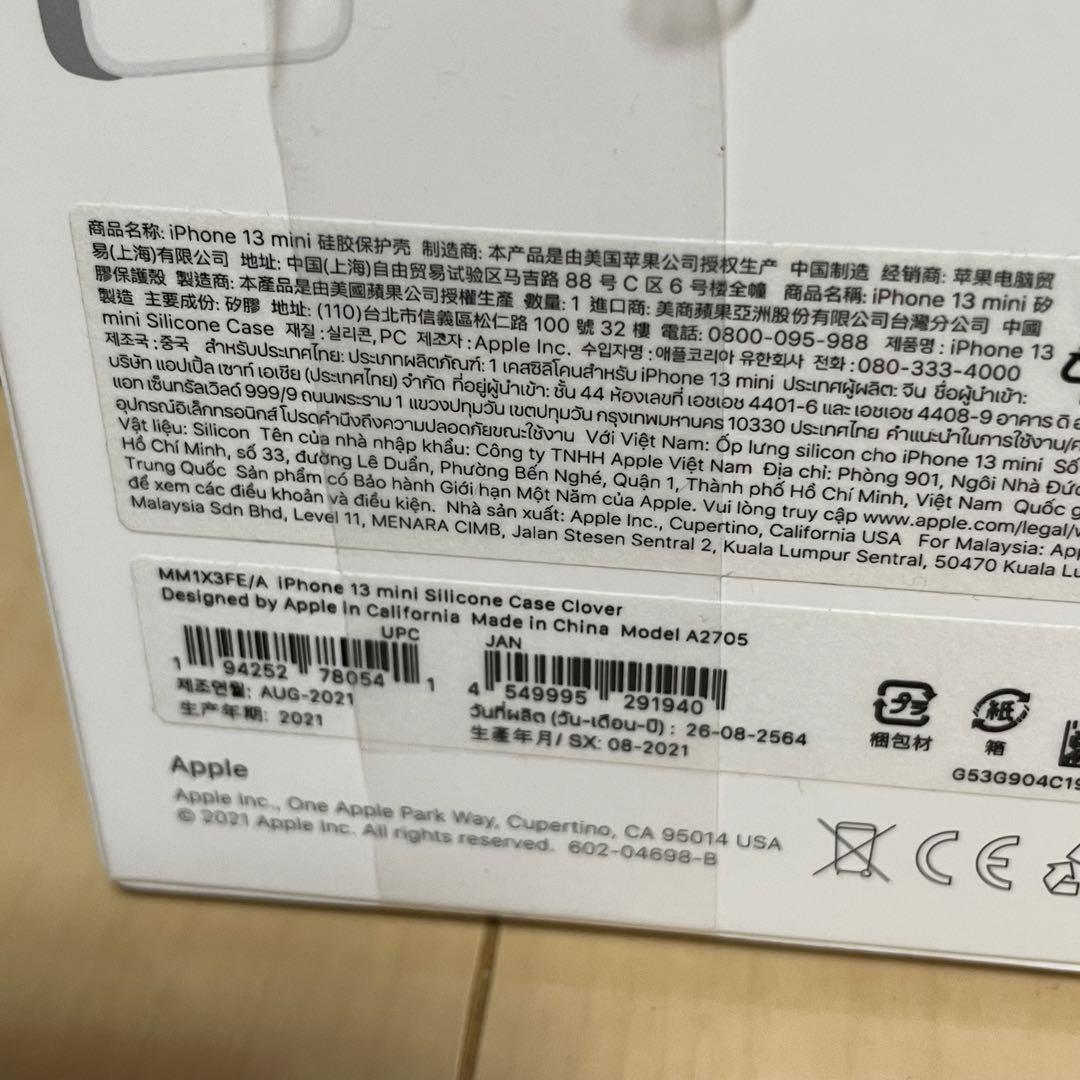 商品名称: iPhone 13 mini 硅胶保护壳 制造商: 本产品是由美国苹果公司授权生产 中国制造 经销商: 苹果电脑贸
易(上海)有限公司 地址: 中国(上海)自由贸易试验区马吉路 88 号 C 区 6 号楼全幢 商品名稱: iPhone 13 mini 矽
膠保護殼 製造商: 本產品是由美國蘋果公司授權生產 數量: 1 進口商: 美商蘋果亞洲股份有限公司台灣分公司 中國
製造 主要成份: 矽膠 地址: (110)台北市信義區松仁路 100 號 32 樓 電話: 0800-095-988 제품명 : iPhone 13
mini Silicone Case 재질 : 실리콘, PC 제조자 : Apple Inc. 수입자명 : 애플코리아 유한회사 전화 : 080-333-4000
제조국 : 중국 สำหรับประเทศไทย: ประเภทผลิตภัณฑ์: 1 เคสซิลิโคนสำหรับ iPhone 13 mini ประเทศผู้ผลิต: จีน ชื่อผู้นำเข้า:
บริษัท แอปเปิ้ล เซาท์ เอเชีย (ประเทศไทย) จำกัด ที่อยู่ผู้นำเข้า: ชั้น 44 ห้องเลขที่ เอชเอช 4401-6 และ เอชเอช 4408-9 อาคาร ดิ
แอท เซ็นทรัลเวิลด์ 999/9 ถนนพระราม 1 แขวงปทุมวัน เขตปทุมวัน กรุงเทพมหานคร 10330 ประเทศไทย คำแนะนำในการใช้งาน/
อุปกรณ์อิเล็กทรอนิกส์ โปรดคำนึงถึงความปลอดภัยขณะใช้งาน Với Việt Nam: Ốp lưng silicon cho iPhone 13 mini Số
Vật liệu: Silicon Tên của nhà nhập khẩu: Công ty TNHH Apple Việt Nam Địa chỉ: Phòng 901, Ngôi Nhà Đức
Hồ Chí Minh, số 33, đường Lê Duẩn, Phường Bến Nghé, Quận 1, Thành phố Hồ Chí Minh, Việt Nam Quốc g
Trung Quốc Sản phẩm có Bảo hành Giới hạn Một Năm của Apple. Vui lòng truy cập www.apple.com/legal/
để xem các điều khoản và điều kiện. Nhà sản xuất: Apple Inc., Cupertino, California USA For Malaysia: App
Malaysia Sdn Bhd, Level 11, MENARA CIMB, Jalan Stesen Sentral 2, Kuala Lumpur Sentral, 50470 Kuala Lu
MM1X3FE/A iPhone 13 mini Silicone Case Clover
Designed by Apple in California Made in China Model A2705
UPC
JAN
1 94252 78054 1
4 549995 291940
제조연월: AUG-2021
生产年期: 2021
วันที่ผลิต (วัน-เดือน-ปี) : 26-08-2564
生產年月/ SX: 08-2021
プラ
紙
梱包材
箱
G53G904C19
Apple
Apple Inc., One Apple Park Way, Cupertino, CA 95014 USA
© 2021 Apple Inc. All rights reserved. 602-04698-B
CE